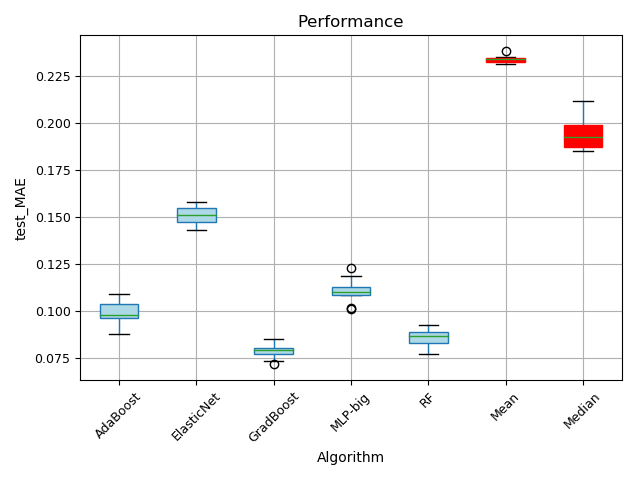 Performance
test_MAE
0.225
0.200
0.175
0.150
0.125
0.100
0.075
AdaBoost
ElasticNet
GradBoost
MLP-big
RF
Mean
Median
Algorithm